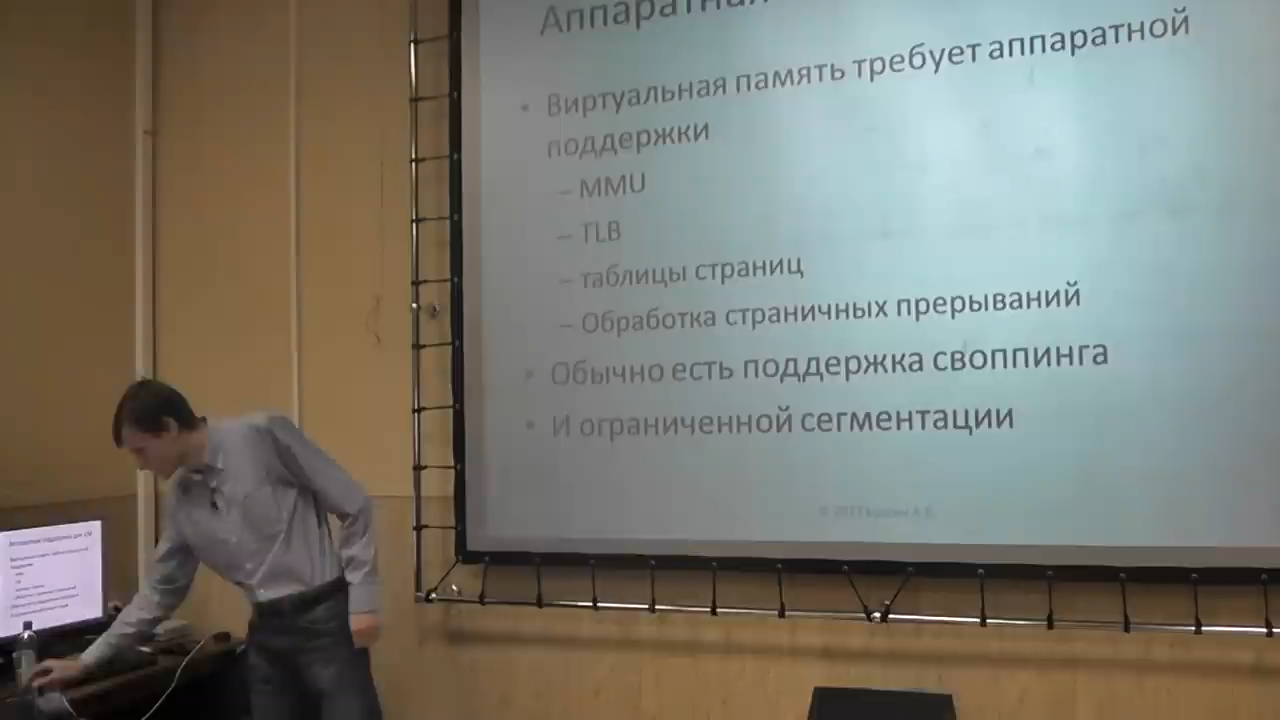 Аппаратная
• Виртуальная память требует аппаратной
поддержки
– MMU
– TLB
– таблицы страниц
– Обработка страничных прерываний
• Обычно есть поддержка своппинга
• И ограниченной сегментации